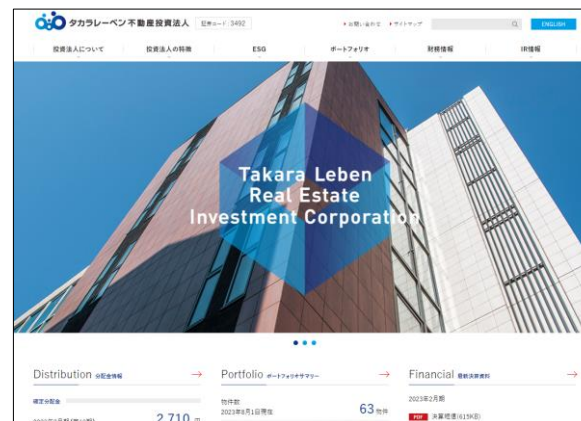 タカラレーベン不動産投資法人 証券コード:3492
お問い合わせ サイトマップ ENGLISH
投資法人について 投資法人の特徴 ESG ポートフォリオ 財務情報 IR情報
Takara Leben
Real Estate
Investment Corporation
Distribution 分配金情報
確定分配金
2,710 円
Portfolio ポートフォリオサマリー
物件数
2023年8月1日現在 63 物件
Financial 最新決算資料
2023年2月期
PDF 決算短信(615KB)